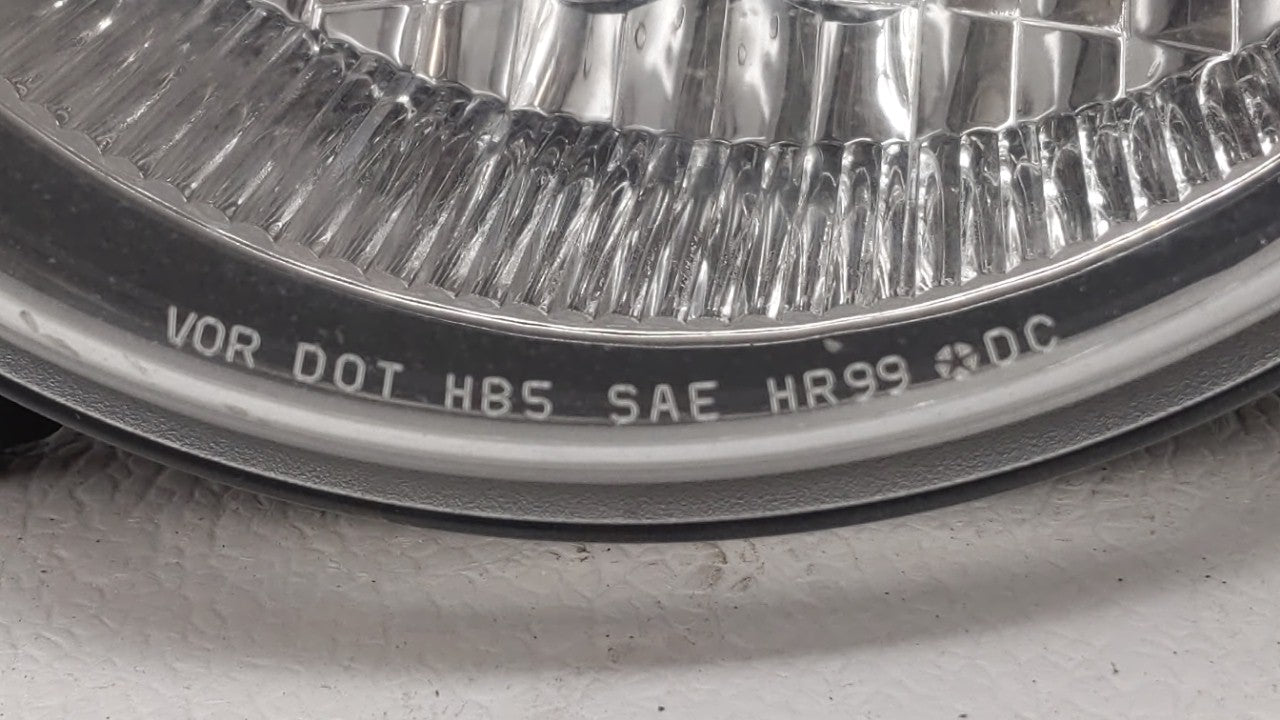 VOR DOT HB5 SAE HR99 DC